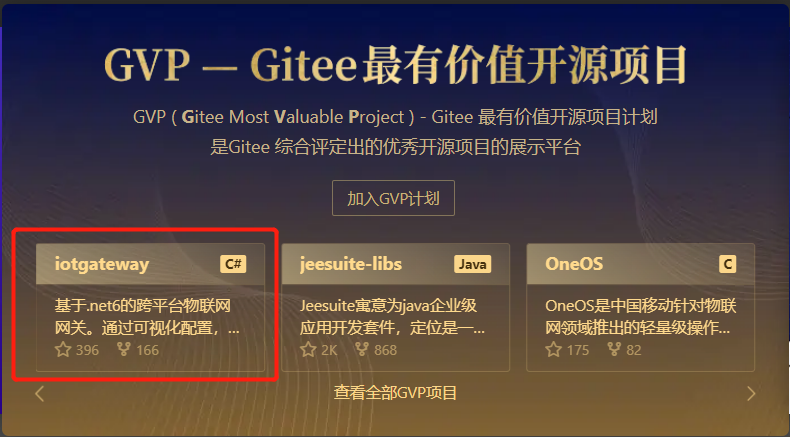 GVP — Gitee最有价值开源项目
GVP ( Gitee Most Valuable Project ) - Gitee 最有价值开源项目计划
是Gitee 综合评定出的优秀开源项目的展示平台
加入GVP计划
iotgateway C#
基于.net6的跨平台物联网
网关。通过可视化配置，...
396 166
jeesuite-libs Java
Jeesuite寓意为java企业级
应用开发套件，定位是一...
2K 868
OneOS C
OneOS是中国移动针对物联
网领域推出的轻量级操作...
175 82
查看全部GVP项目